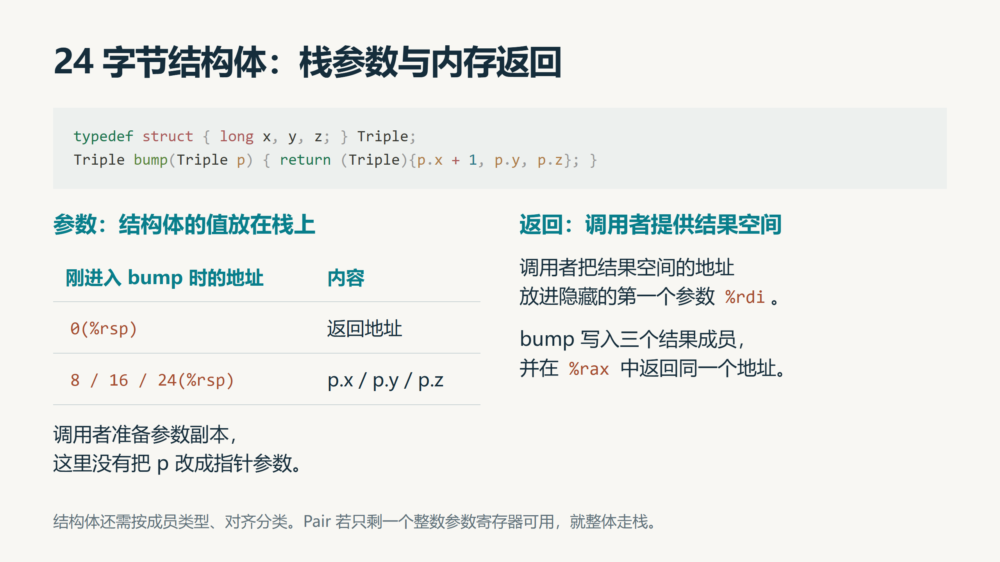 24 字节结构体：栈参数与内存返回
typedef struct { long x, y, z; } Triple;
Triple bump(Triple p) { return (Triple){p.x + 1, p.y, p.z}; }
参数：结构体的值放在栈上
刚进入 bump 时的地址 内容
0(%rsp) 返回地址
8 / 16 / 24(%rsp) p.x / p.y / p.z
调用者准备参数副本，
这里没有把 p 改成指针参数。
返回：调用者提供结果空间
调用者把结果空间的地址
放进隐藏的第一个参数 %rdi 。
bump 写入三个结果成员，
并在 %rax 中返回同一个地址。
结构体还需按成员类型、对齐分类。Pair 若只剩一个整数参数寄存器可用，就整体走栈。